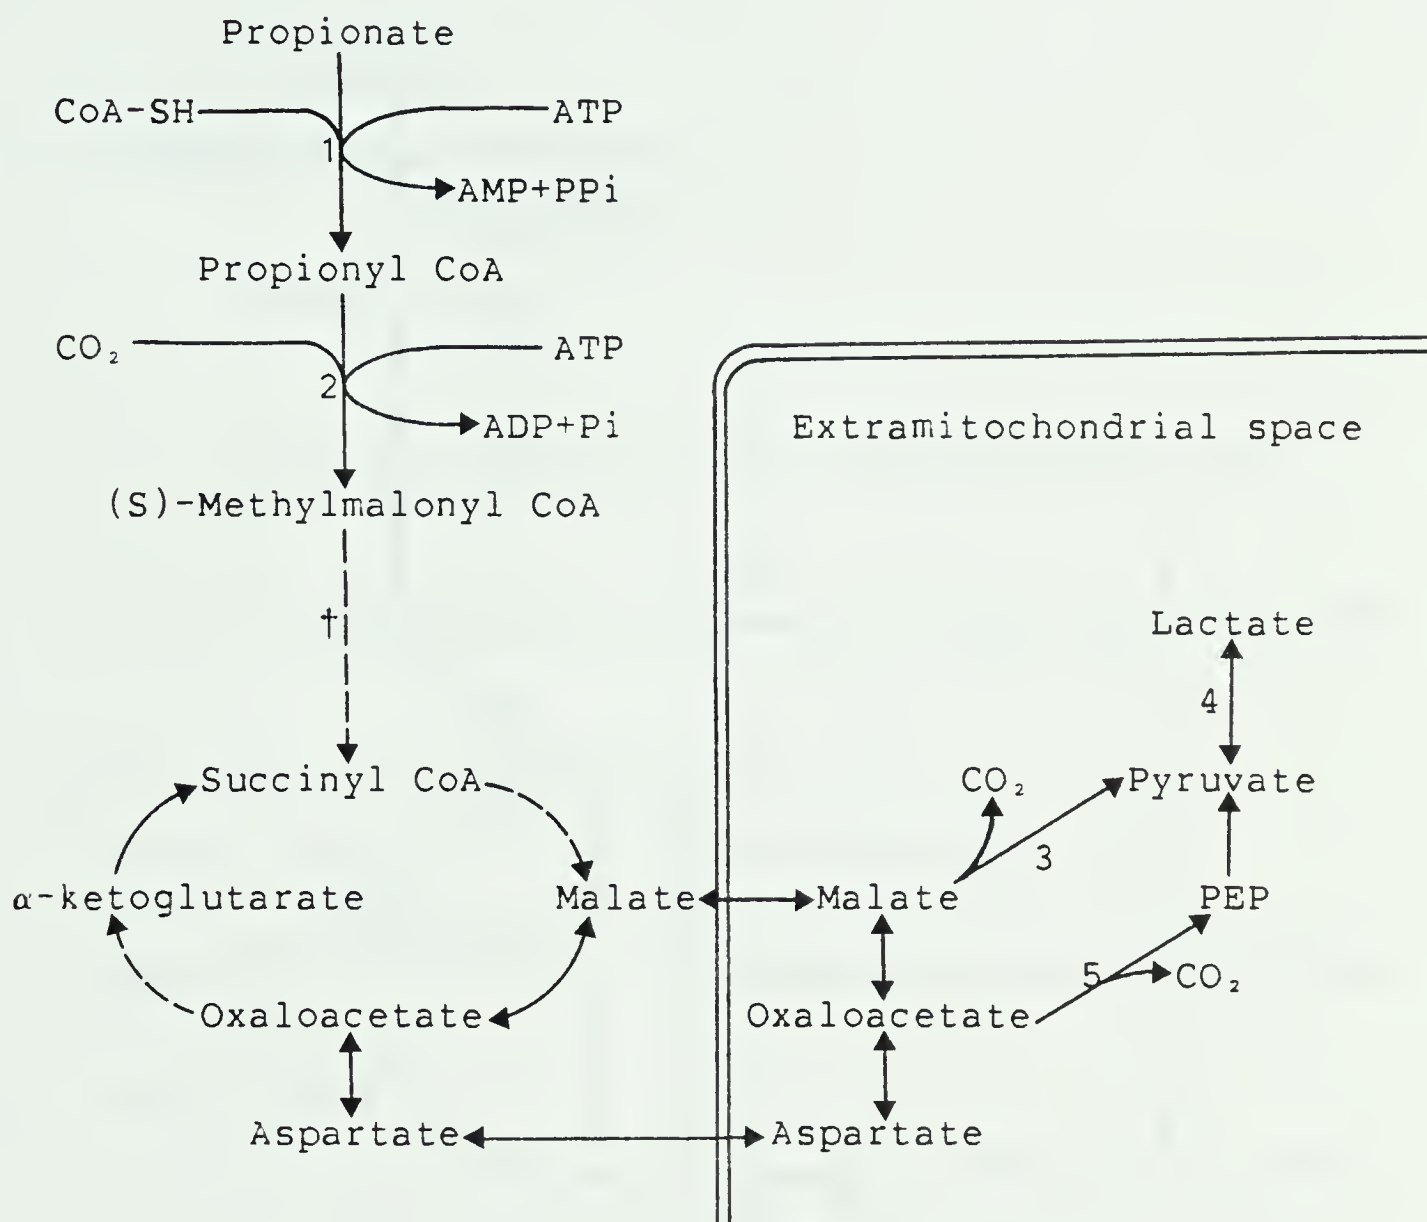 Propionate
CoA-SH ATP
1
AMP+PPi
Propionyl CoA
CO₂ ATP
2
ADP+Pi
Extramitochondrial space
(S)-Methylmalonyl CoA
†
Lactate
4
Succinyl CoA CO₂ Pyruvate
3
α-ketoglutarate Malate Malate PEP
5 CO₂
Oxaloacetate Oxaloacetate
Aspartate Aspartate